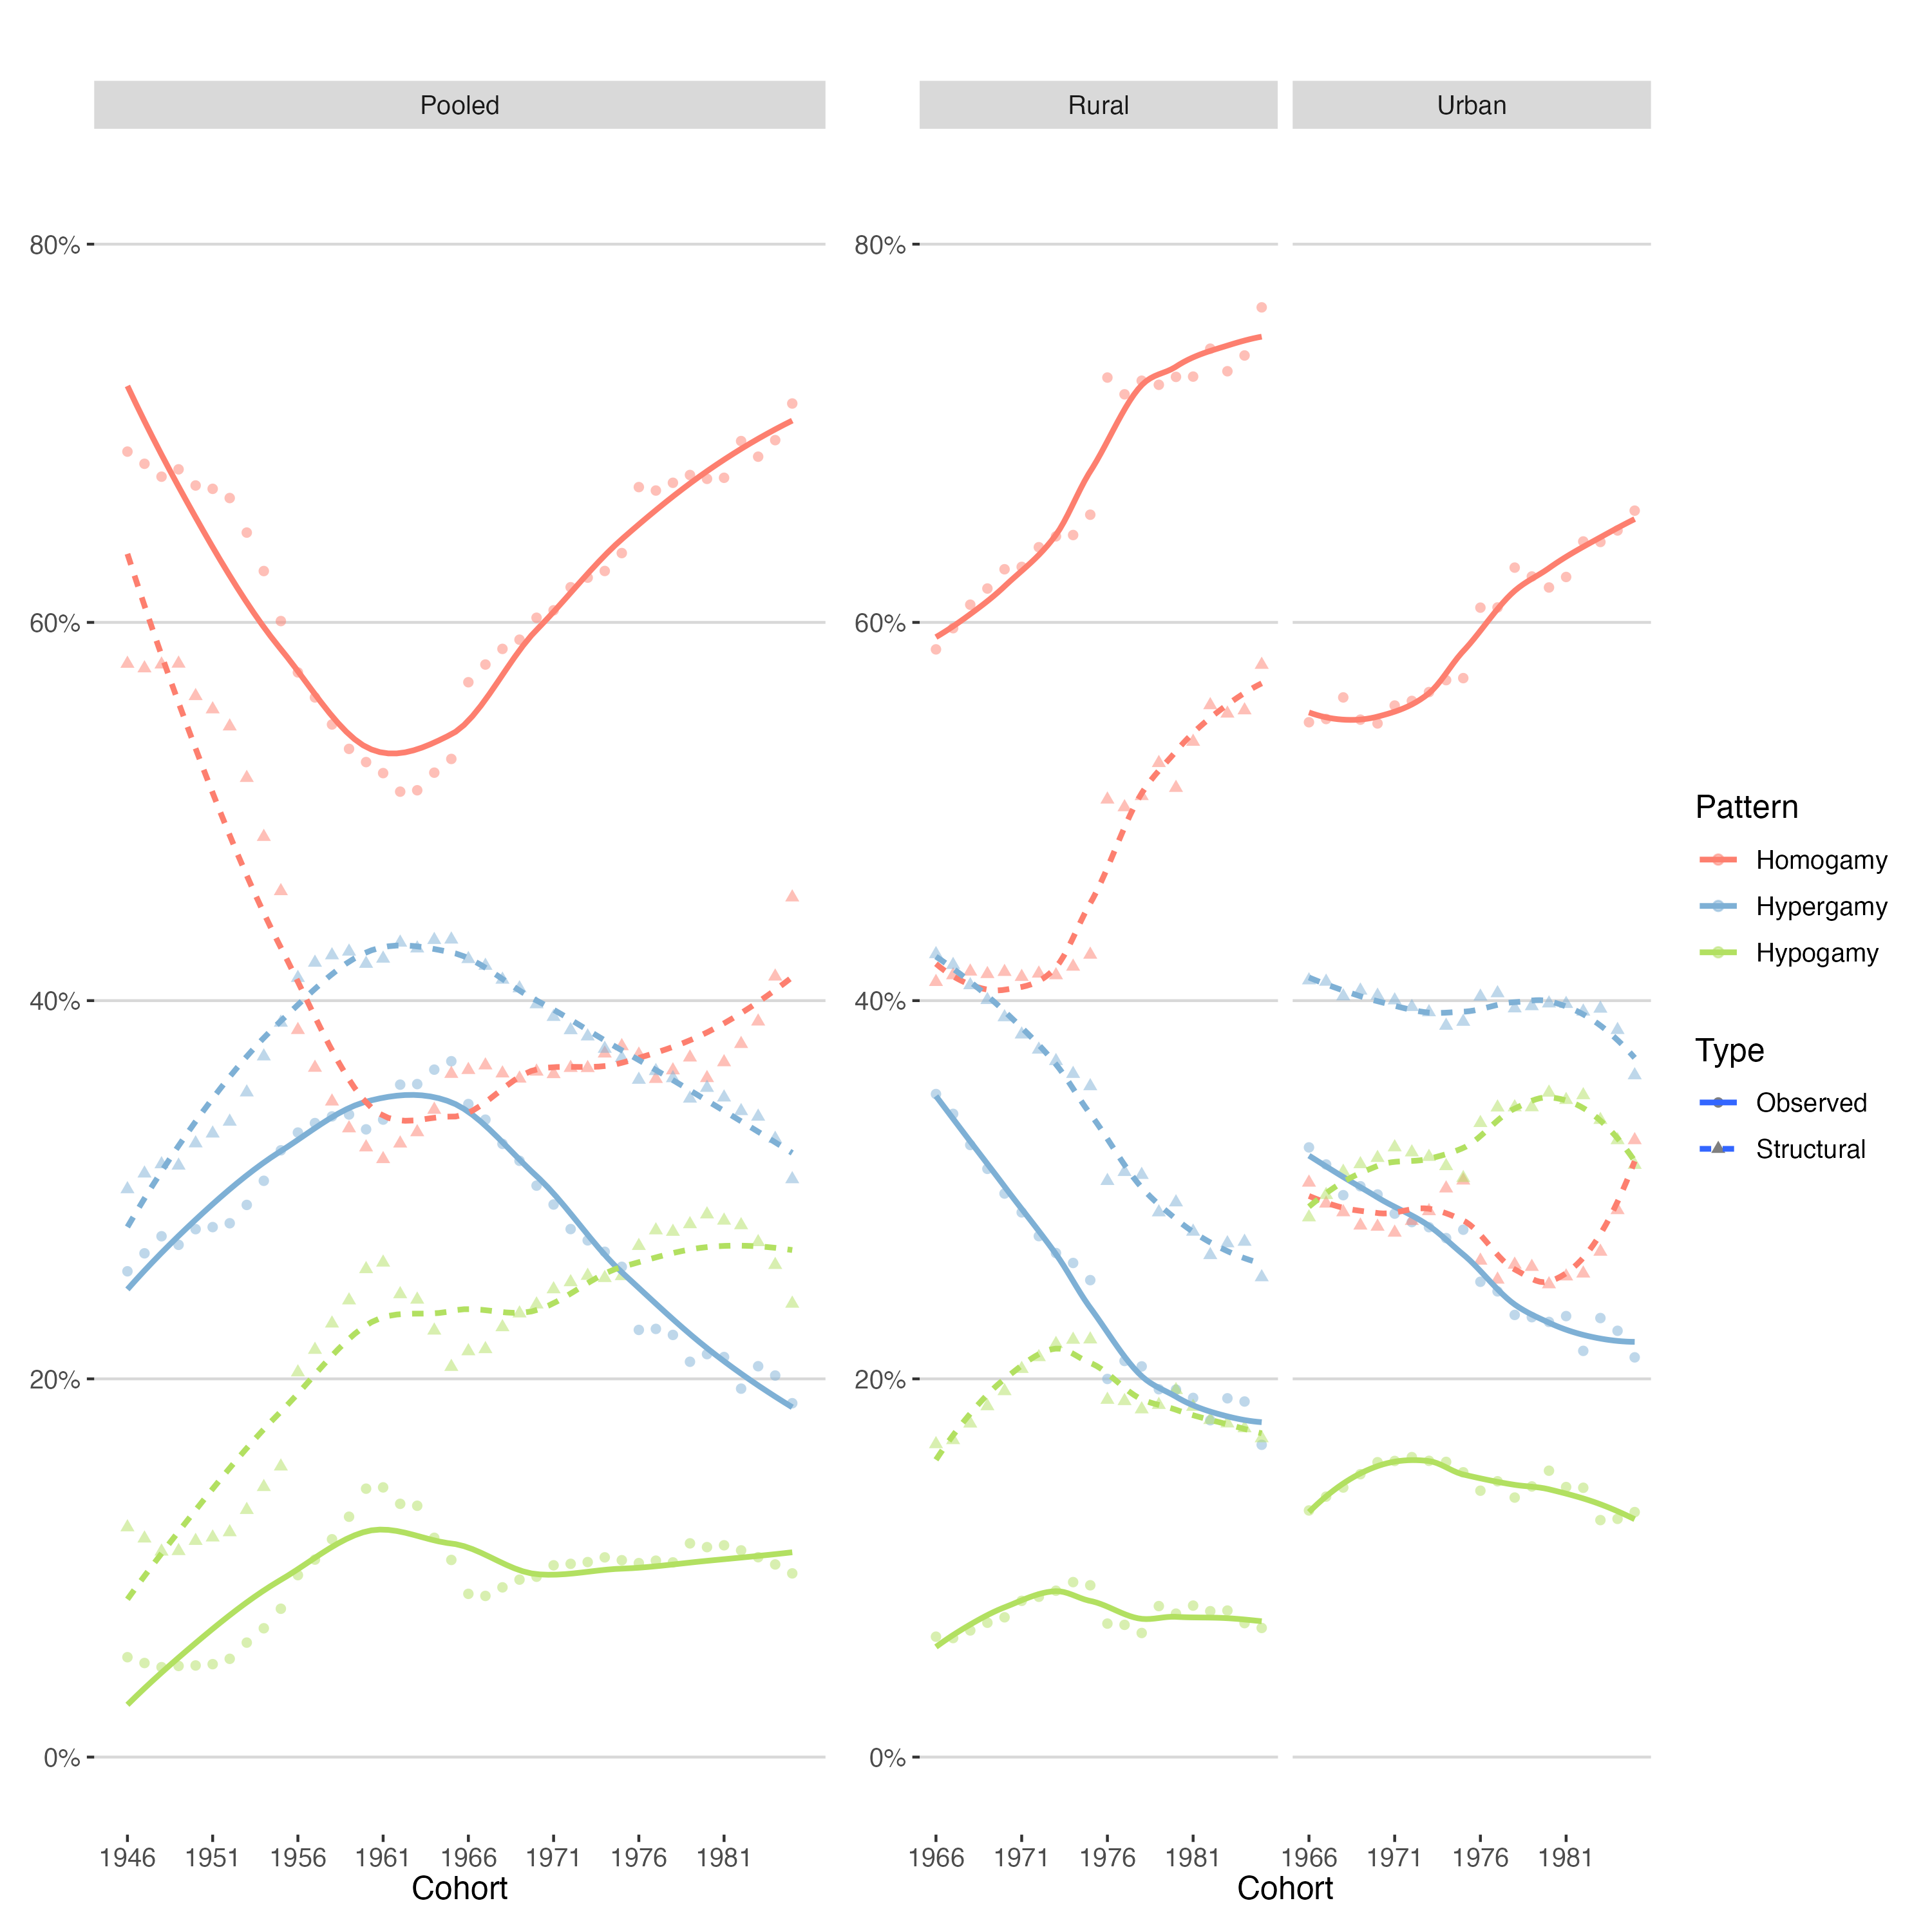 Pooled
Rural
Urban
80%
60%
40%
20%
0%
80%
60%
40%
20%
0%
1946 1951 1956 1961 1966 1971 1976 1981
Cohort
1966 1971 1976 1981
1966 1971 1976 1981
Cohort
Pattern
Homogamy
Hypergamy
Hypogamy
Type
Observed
Structural